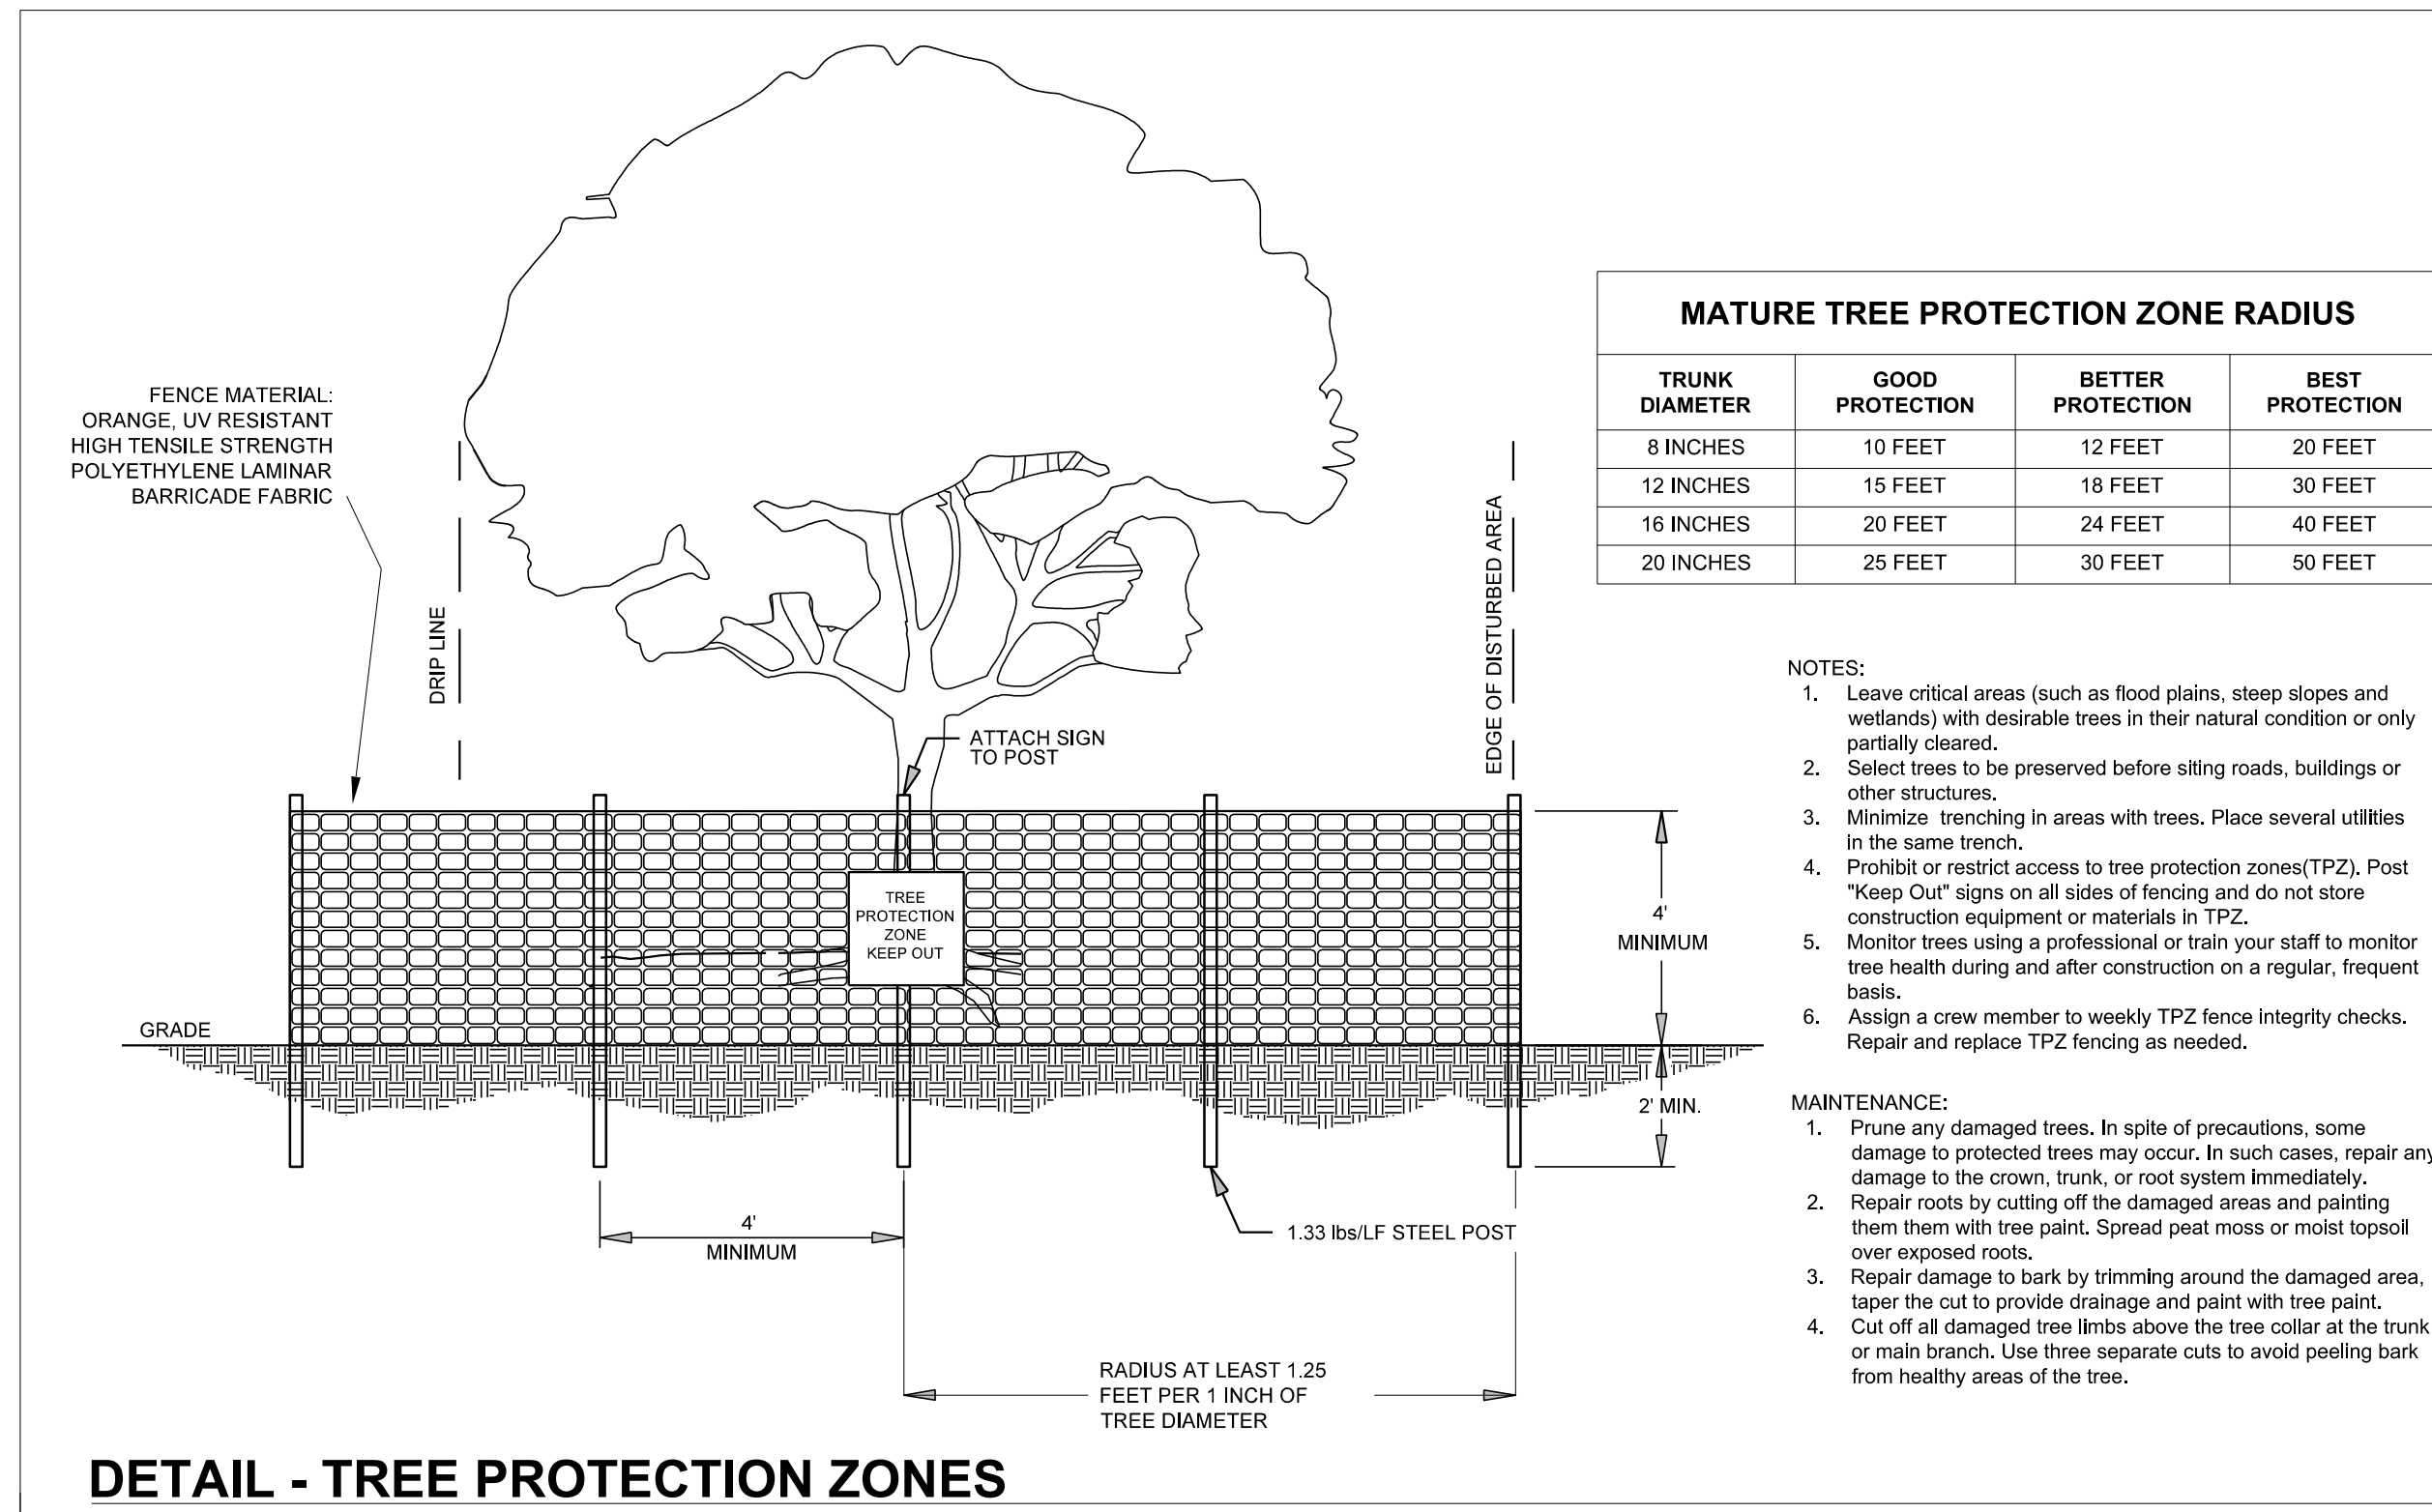 FENCE MATERIAL:
ORANGE, UV RESISTANT
HIGH TENSILE STRENGTH
POLYETHYLENE LAMINAR
BARRICADE FABRIC
DRIP LINE
EDGE OF DISTURBED AREA
ATTACH SIGN
TO POST
TREE
PROTECTION
ZONE
KEEP OUT
GRADE
4'
MINIMUM
2' MIN.
4'
MINIMUM
1.33 lbs/LF STEEL POST
RADIUS AT LEAST 1.25
FEET PER 1 INCH OF
TREE DIAMETER
MATURE TREE PROTECTION ZONE RADIUS
TRUNK DIAMETER GOOD PROTECTION BETTER PROTECTION BEST PROTECTION
8 INCHES 10 FEET 12 FEET 20 FEET
12 INCHES 15 FEET 18 FEET 30 FEET
16 INCHES 20 FEET 24 FEET 40 FEET
20 INCHES 25 FEET 30 FEET 50 FEET
NOTES:
1. Leave critical areas (such as flood plains, steep slopes and
wetlands) with desirable trees in their natural condition or only
partially cleared.
2. Select trees to be preserved before siting roads, buildings or
other structures.
3. Minimize trenching in areas with trees. Place several utilities
in the same trench.
4. Prohibit or restrict access to tree protection zones(TPZ). Post
"Keep Out" signs on all sides of fencing and do not store
construction equipment or materials in TPZ.
5. Monitor trees using a professional or train your staff to monitor
tree health during and after construction on a regular, frequent
basis.
6. Assign a crew member to weekly TPZ fence integrity checks.
Repair and replace TPZ fencing as needed.
MAINTENANCE:
1. Prune any damaged trees. In spite of precautions, some
damage to protected trees may occur. In such cases, repair any
damage to the crown, trunk, or root system immediately.
2. Repair roots by cutting off the damaged areas and painting
them them with tree paint. Spread peat moss or moist topsoil
over exposed roots.
3. Repair damage to bark by trimming around the damaged area,
taper the cut to provide drainage and paint with tree paint.
4. Cut off all damaged tree limbs above the tree collar at the trunk
or main branch. Use three separate cuts to avoid peeling bark
from healthy areas of the tree.
DETAIL - TREE PROTECTION ZONES